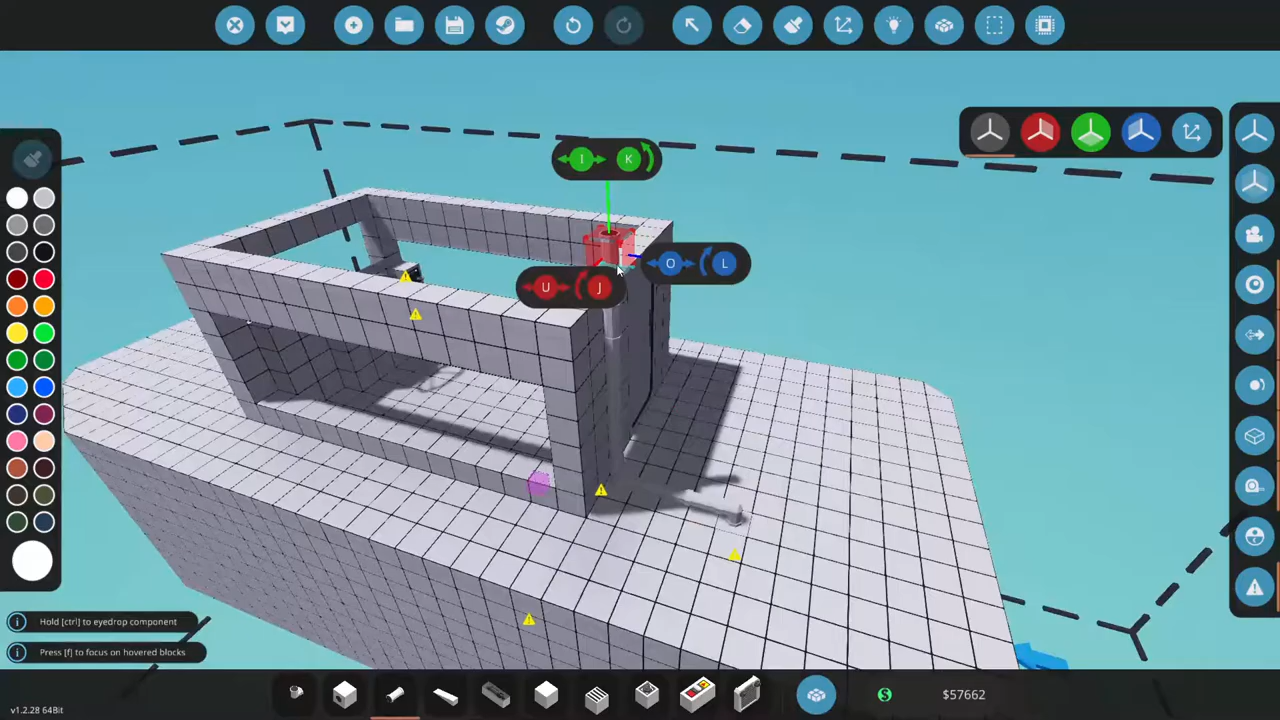 I K
O L
U J
Hold [ctrl] to eyedrop component
Press [f] to focus on hovered blocks
$ $57662
v1.2.28 64Bit